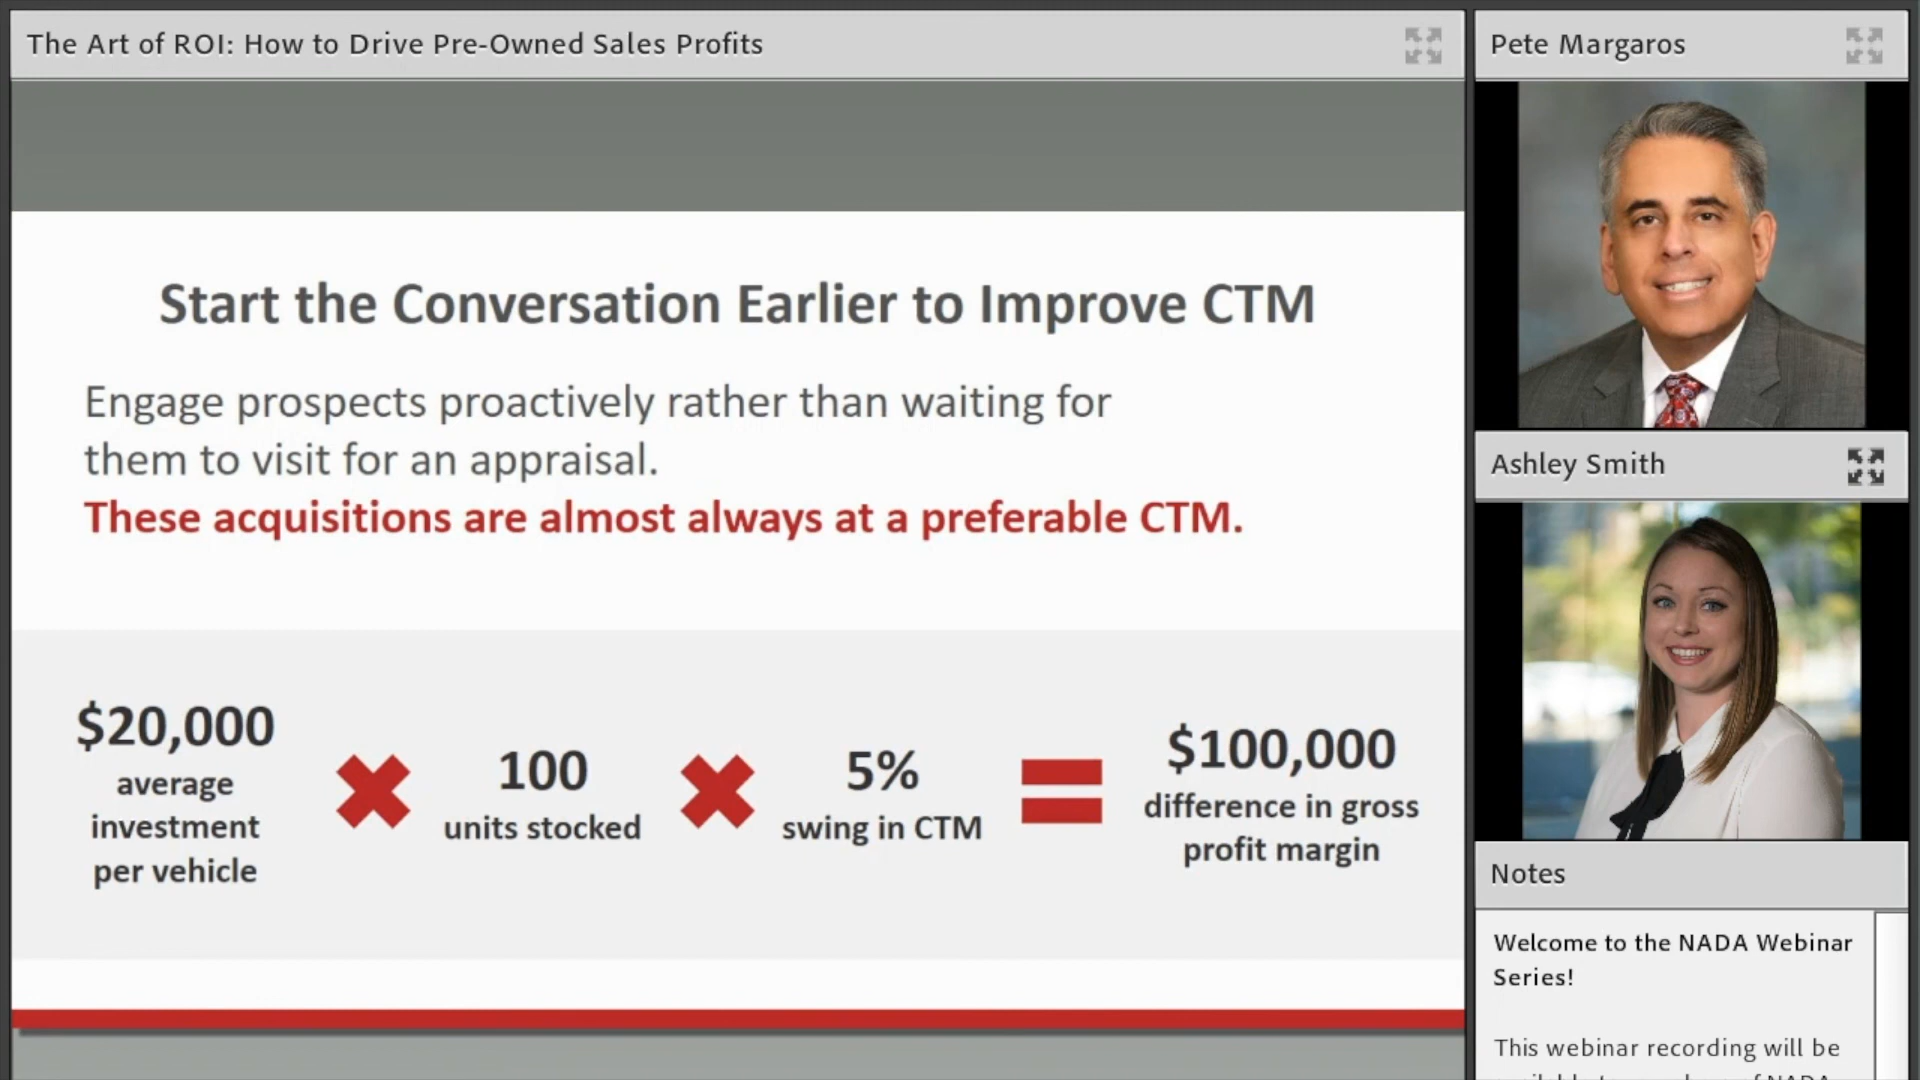 The Art of ROI: How to Drive Pre-Owned Sales Profits
Start the Conversation Earlier to Improve CTM
Engage prospects proactively rather than waiting for
them to visit for an appraisal.
These acquisitions are almost always at a preferable CTM.
$20,000
average
investment
per vehicle
100
units stocked
5%
swing in CTM
$100,000
difference in gross
profit margin
Pete Margaros
Ashley Smith
Notes
Welcome to the NADA Webinar
Series!
This webinar recording will be